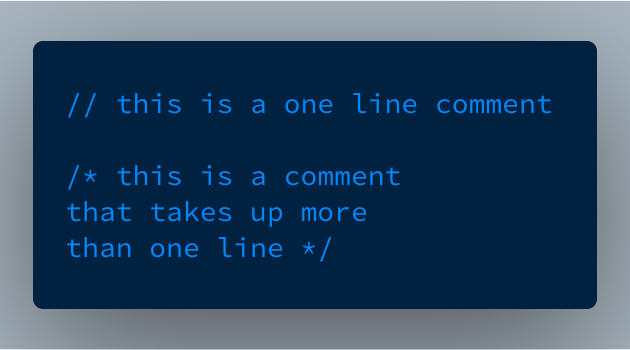 // this is a one line comment
/* this is a comment
that takes up more
than one line */